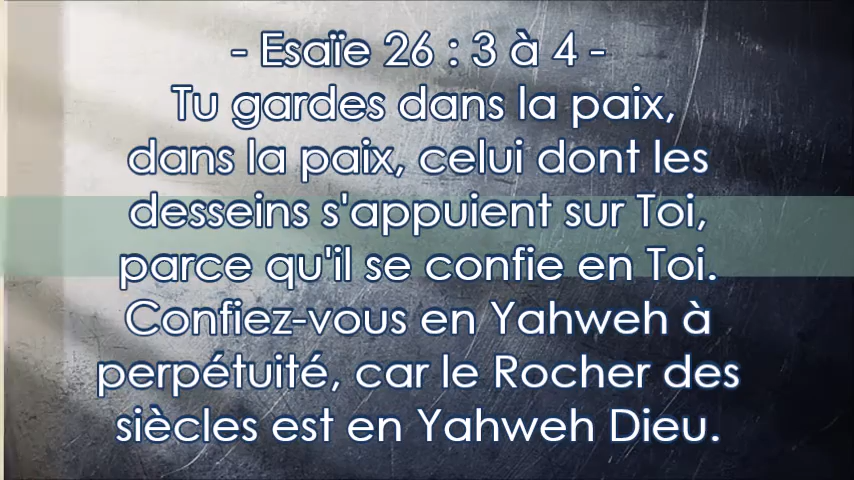 - Esaïe 26 : 3 à 4 -
Tu gardes dans la paix,
dans la paix, celui dont les
desseins s'appuient sur Toi,
parce qu'il se confie en Toi.
Confiez-vous en Yahweh à
perpétuité, car le Rocher des
siècles est en Yahweh Dieu.